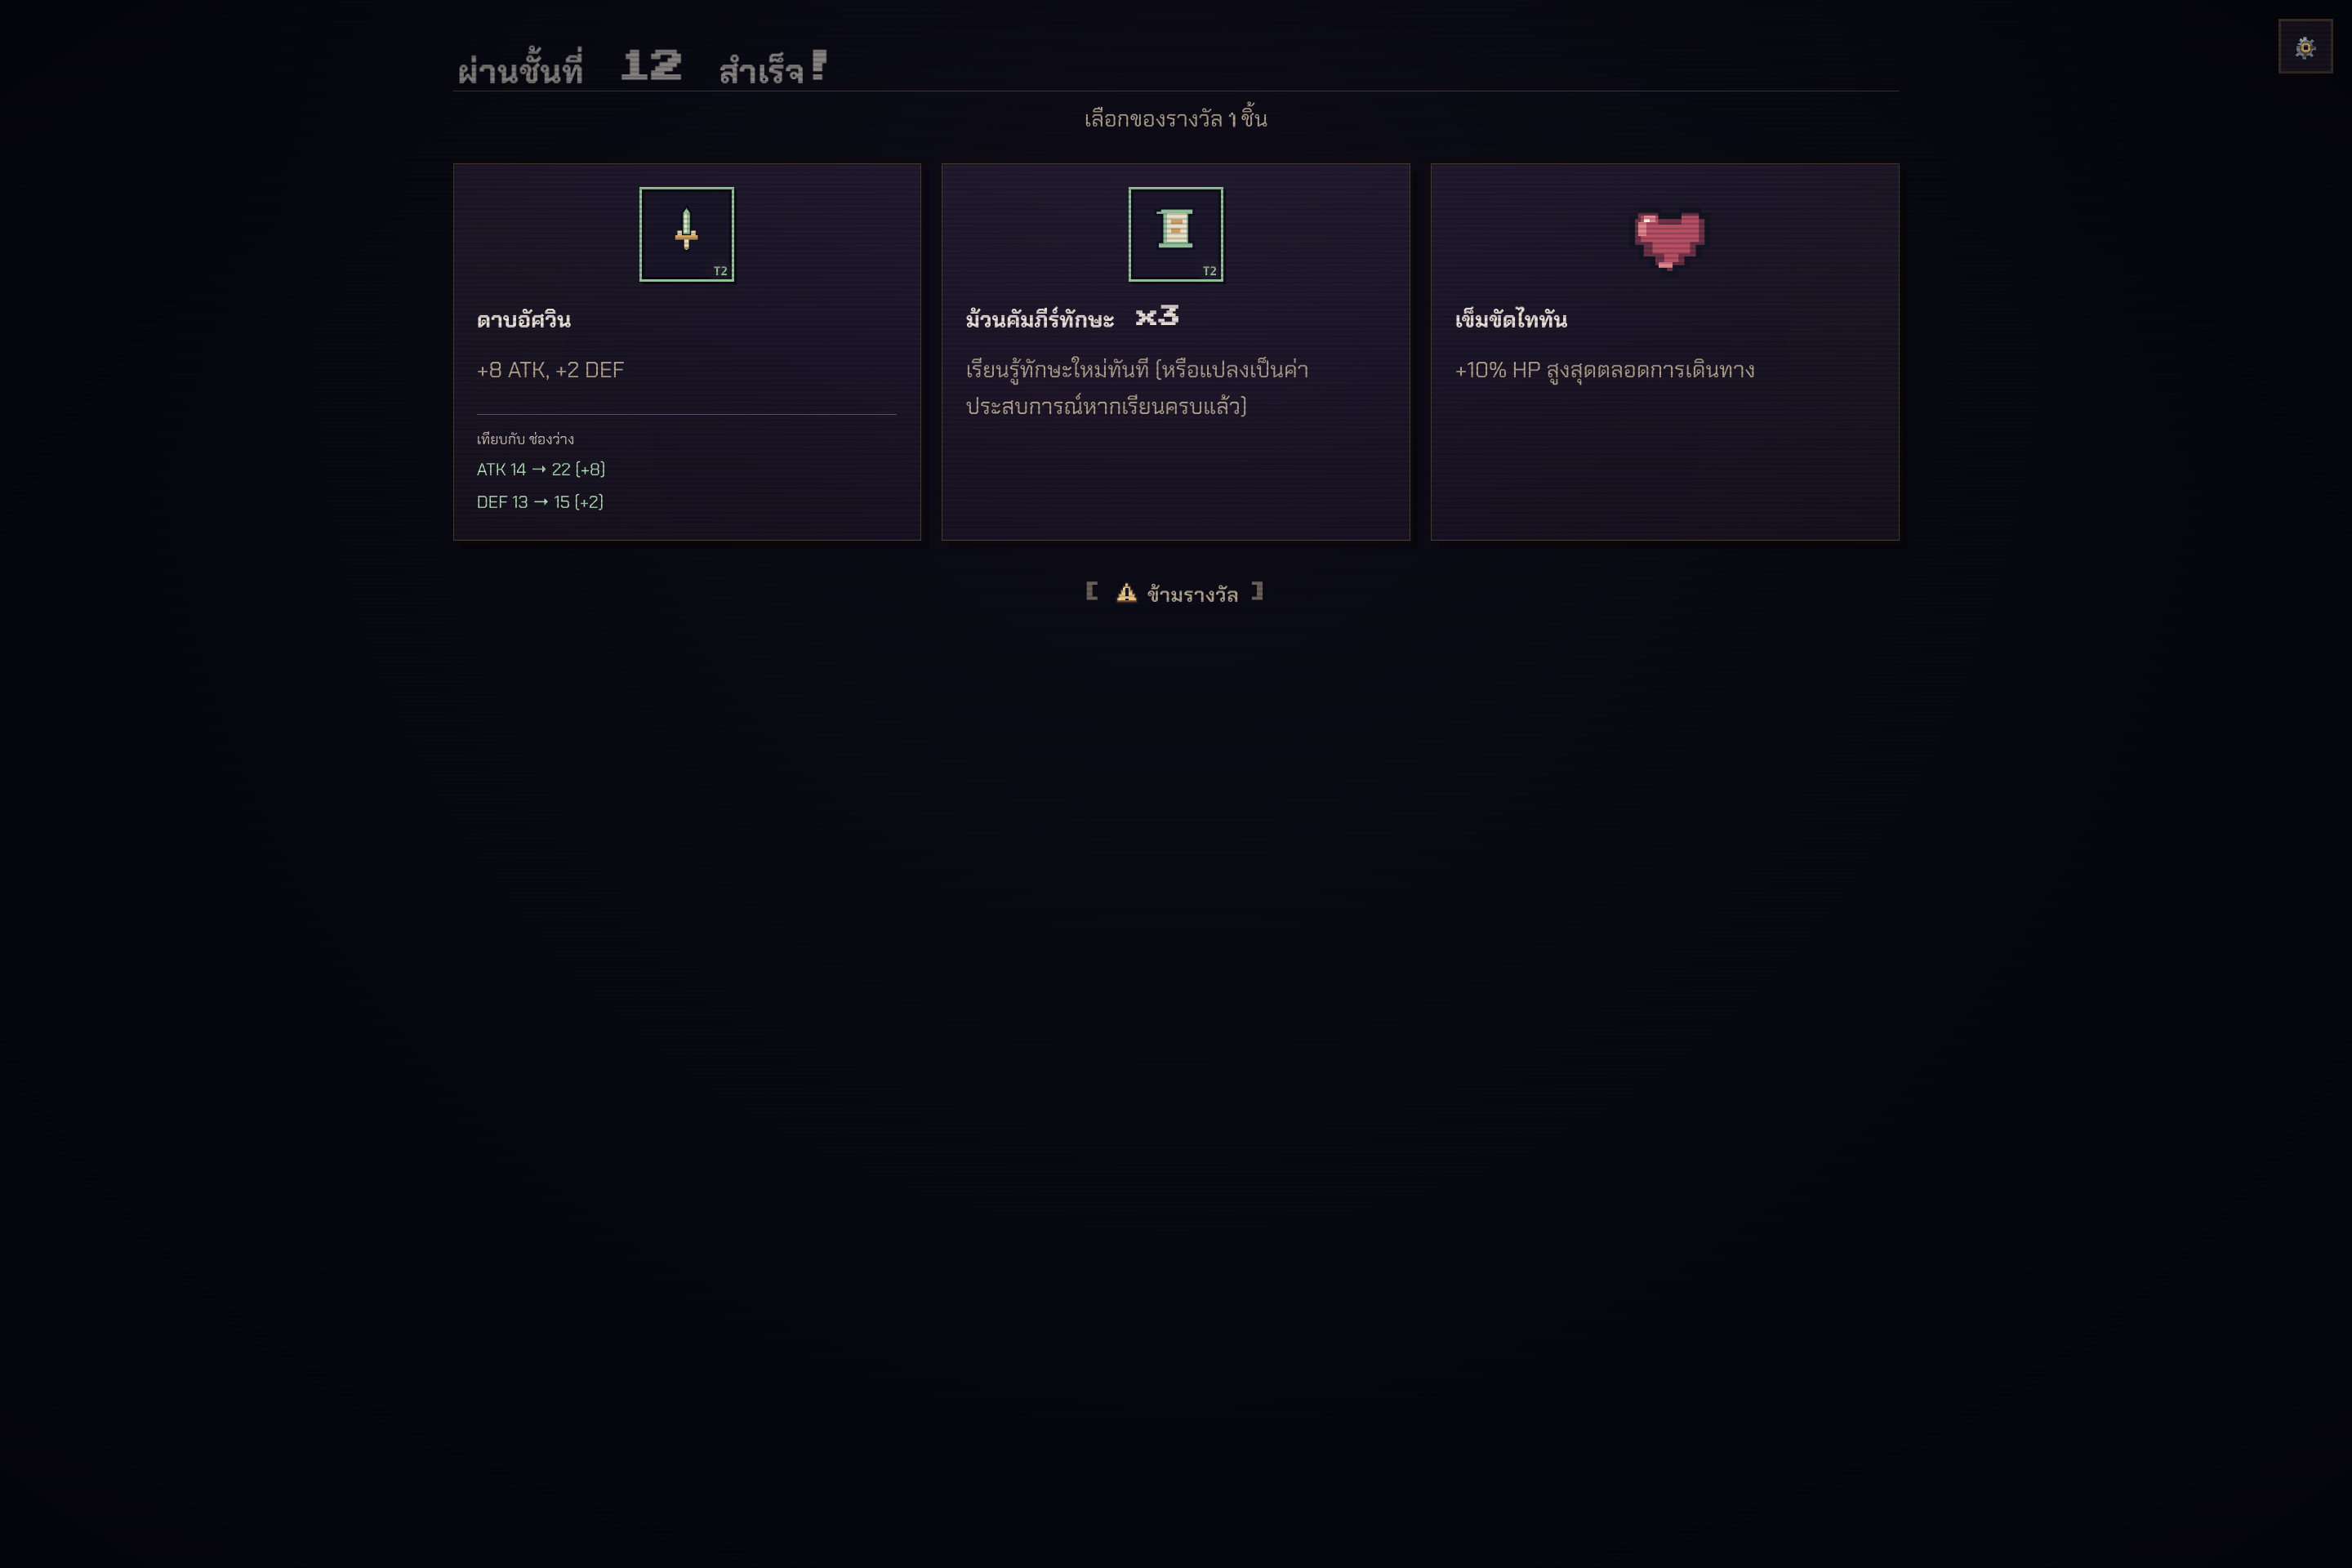 ผ่านชั้นที่ 12 สำเร็จ!
เลือกของรางวัล 1 ชิ้น
T2
ดาบอัศวิน
+8 ATK, +2 DEF
เทียบกับ ช่องว่าง
ATK 14 → 22 (+8)
DEF 13 → 15 (+2)
T2
ม้วนคัมภีร์ทักษะ x3
เรียนรู้ทักษะใหม่ทันที (หรือแปลงเป็นค่า
ประสบการณ์หากเรียนครบแล้ว)
เข็มขัดไททัน
+10% HP สูงสุดตลอดการเดินทาง
[ ข้ามรางวัล ]